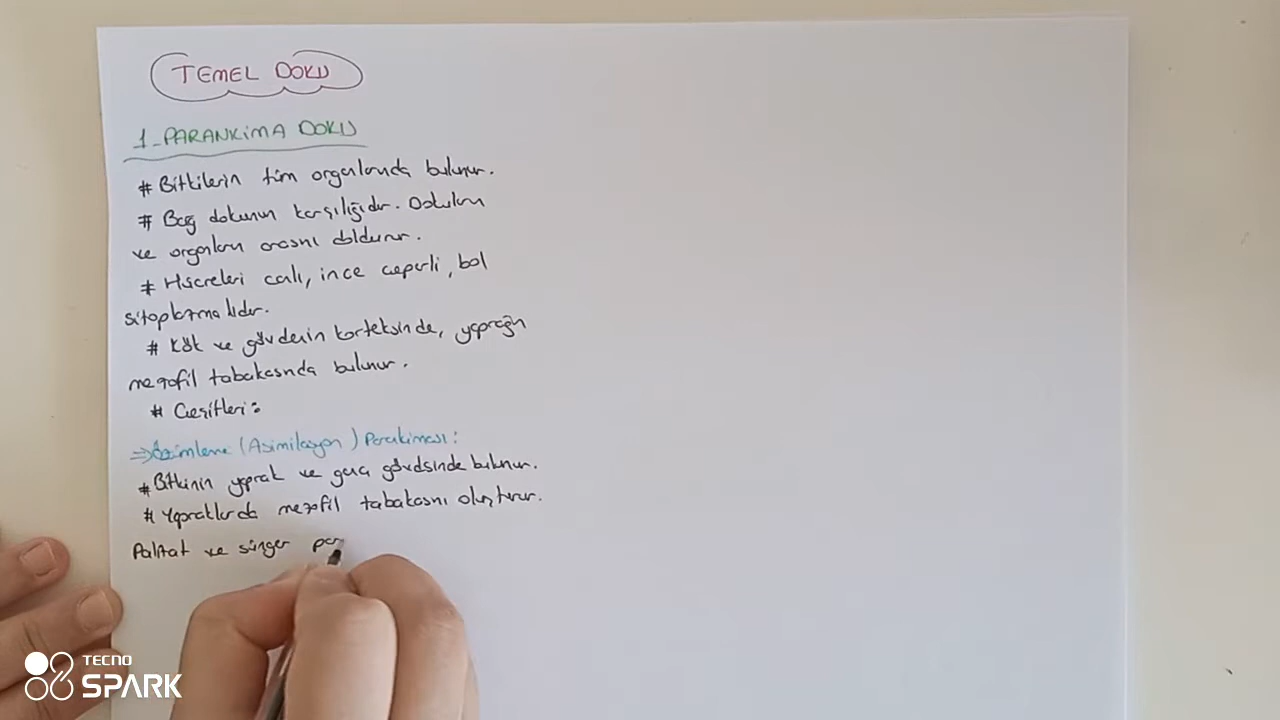 TEMEL DOKU
1_PARANKİMA DOKU
# Bitkilerin tüm organlarında bulunur.
# Bağ dokunun karşılığıdır. Dokuların
ve organların arasını doldurur.
# Hücreleri canlı, ince çeperli, bol
sitoplazmalıdır.
# Kök ve gövdenin korteksinde, yaprağın
mezofil tabakasında bulunur.
# Çeşitleri:
⇒ Özümleme (Asimilasyon) Parankiması:
# Bitkinin yaprak ve genç gövdesinde bulunur.
# Yapraklarda mezofil tabakasını oluşturur.
Palizat ve sünger par
TECNO
SPARK